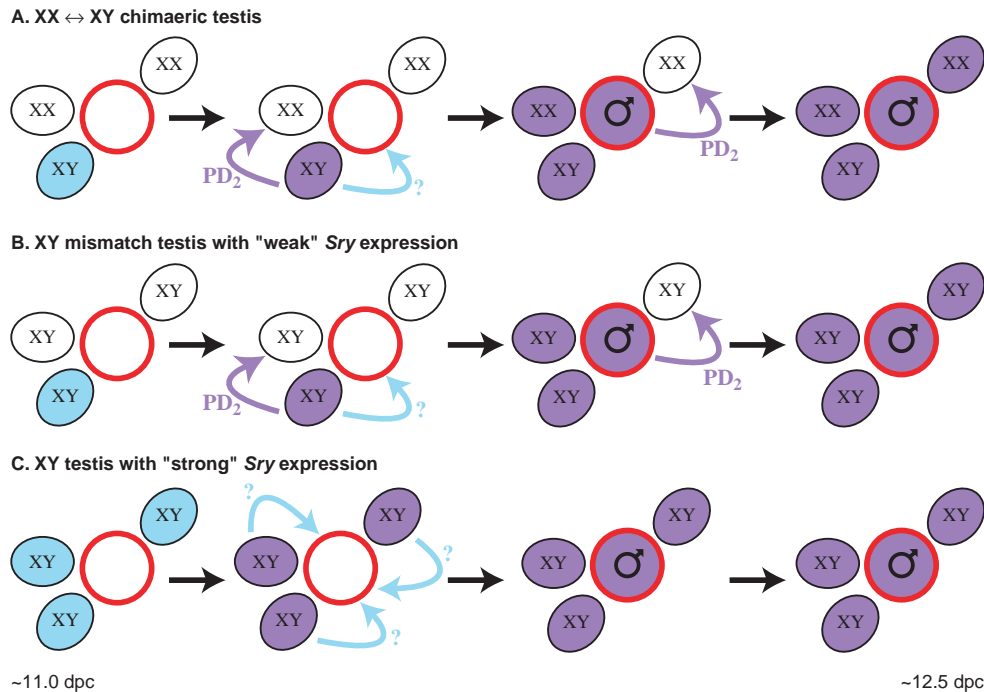 A. XX ↔ XY chimaeric testis
XX XX XX XX XX XX XX XX
XY XY XY XY
PD₂ ? PD₂
♂ ♂
B. XY mismatch testis with "weak" Sry expression
XY XY XY XY XY XY XY XY
XY XY XY XY
PD₂ ? PD₂
♂ ♂
C. XY testis with "strong" Sry expression
XY XY XY XY XY XY XY XY
XY XY XY XY
? ? ?
♂ ♂
~11.0 dpc ~12.5 dpc